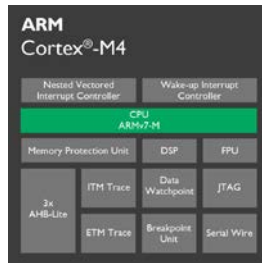 ARM
Cortex®-M4
Nested Vectored
Interrupt Controller
Wake-up Interrupt
Controller
CPU
ARMv7-M
Memory Protection Unit
DSP
FPU
3x
AHB-Lite
ITM Trace
Data
Watchpoint
JTAG
ETM Trace
Breakpoint
Unit
Serial Wire